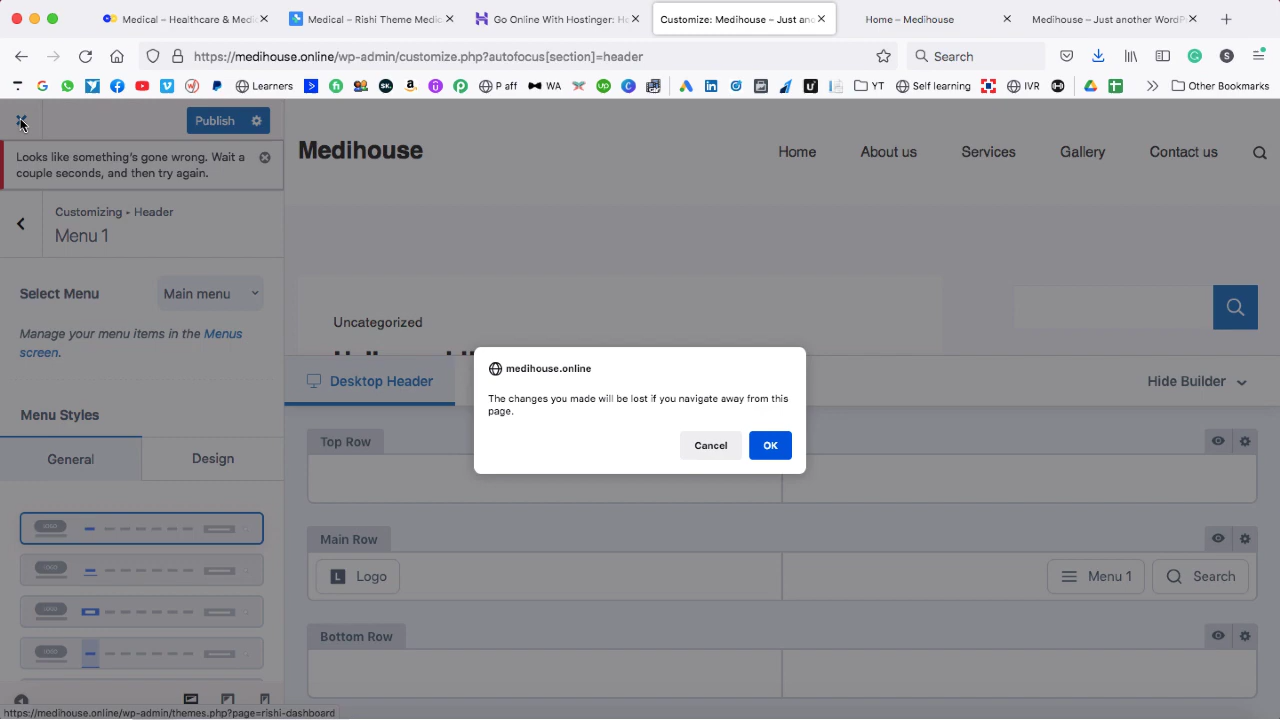 Medical – Healthcare & Medi
Medical – Rishi Theme Medic
Go Online With Hostinger: Ho
Customize: Medihouse – Just ano
Home – Medihouse
Medihouse – Just another WordP
https://medihouse.online/wp-admin/customize.php?autofocus[section]=header
Search
Learners
P aff
WA
YT
Self learning
IVR
Other Bookmarks
Publish
Looks like something's gone wrong. Wait a
couple seconds, and then try again.
Customizing • Header
Menu 1
Select Menu
Main menu
Manage your menu items in the Menus
screen.
Menu Styles
General
Design
LOGO
LOGO
LOGO
LOGO
Medihouse
Home
About us
Services
Gallery
Contact us
Uncategorized
medihouse.online
The changes you made will be lost if you navigate away from this
page.
Cancel
OK
Desktop Header
Hide Builder
Top Row
Main Row
Logo
Menu 1
Search
Bottom Row
https://medihouse.online/wp-admin/themes.php?page=rishi-dashboard